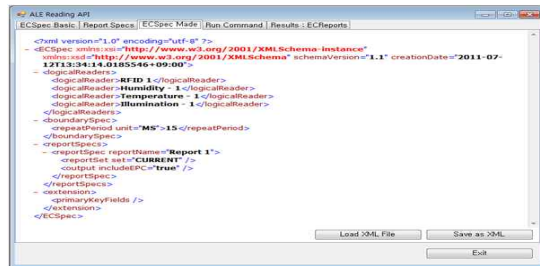 ALE Reading API
ECSpec Basic Report Specs ECSpec Made Run Command Results : ECReports
<?xml version="1.0" encoding="utf-8" ?>
- <ECSpec xmlns:xsi="http://www.w3.org/2001/XMLSchema-instance"
xmlns:xsd="http://www.w3.org/2001/XMLSchema" schemaVersion="1.1" creationDate="2011-07-
12T13:34:14.0185546+09:00">
- <logicalReaders>
<logicalReader>RFID 1</logicalReader>
<logicalReader>Humidity - 1</logicalReader>
<logicalReader>Temperature - 1</logicalReader>
<logicalReader>Illumination - 1</logicalReader>
</logicalReaders>
- <boundarySpec>
<repeatPeriod unit="MS">15</repeatPeriod>
</boundarySpec>
- <reportSpecs>
- <reportSpec reportName="Report 1">
<reportSet set="CURRENT" />
<output includeEPC="true" />
</reportSpec>
</reportSpecs>
- <extension>
<primaryKeyFields />
</extension>
</ECSpec>
Load XML File Save as XML
Exit